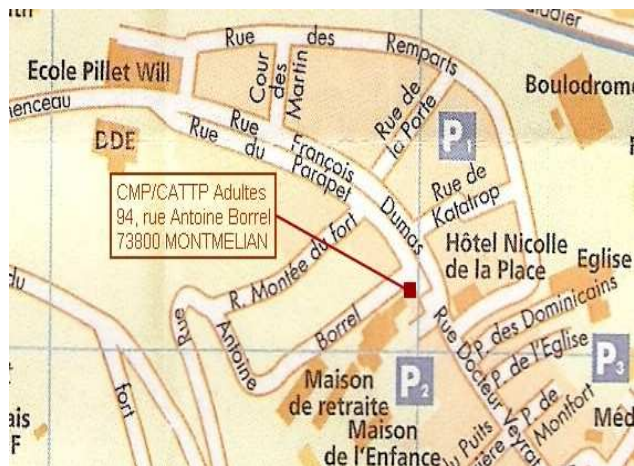 Rue des Remparts
Ecole Pillet Will
Cour des Martin
Rue de la Porte
Boulodrome
DDE
Rue François Dumas
Rue du Parapet
P1
Rue de Katatrop
CMP/CATTP Adultes
94, rue Antoine Borrel
73800 MONTMELIAN
Hôtel Nicolle
de la Place
Eglise
R. Montée du fort
Rue Antoine Borrel
P. des Dominicains
P. de l'Eglise
Rue Docteur Veyrat
P2
P3
fort
Maison
de retraite
Maison
de l'Enfance
P. de Montfort
Puits